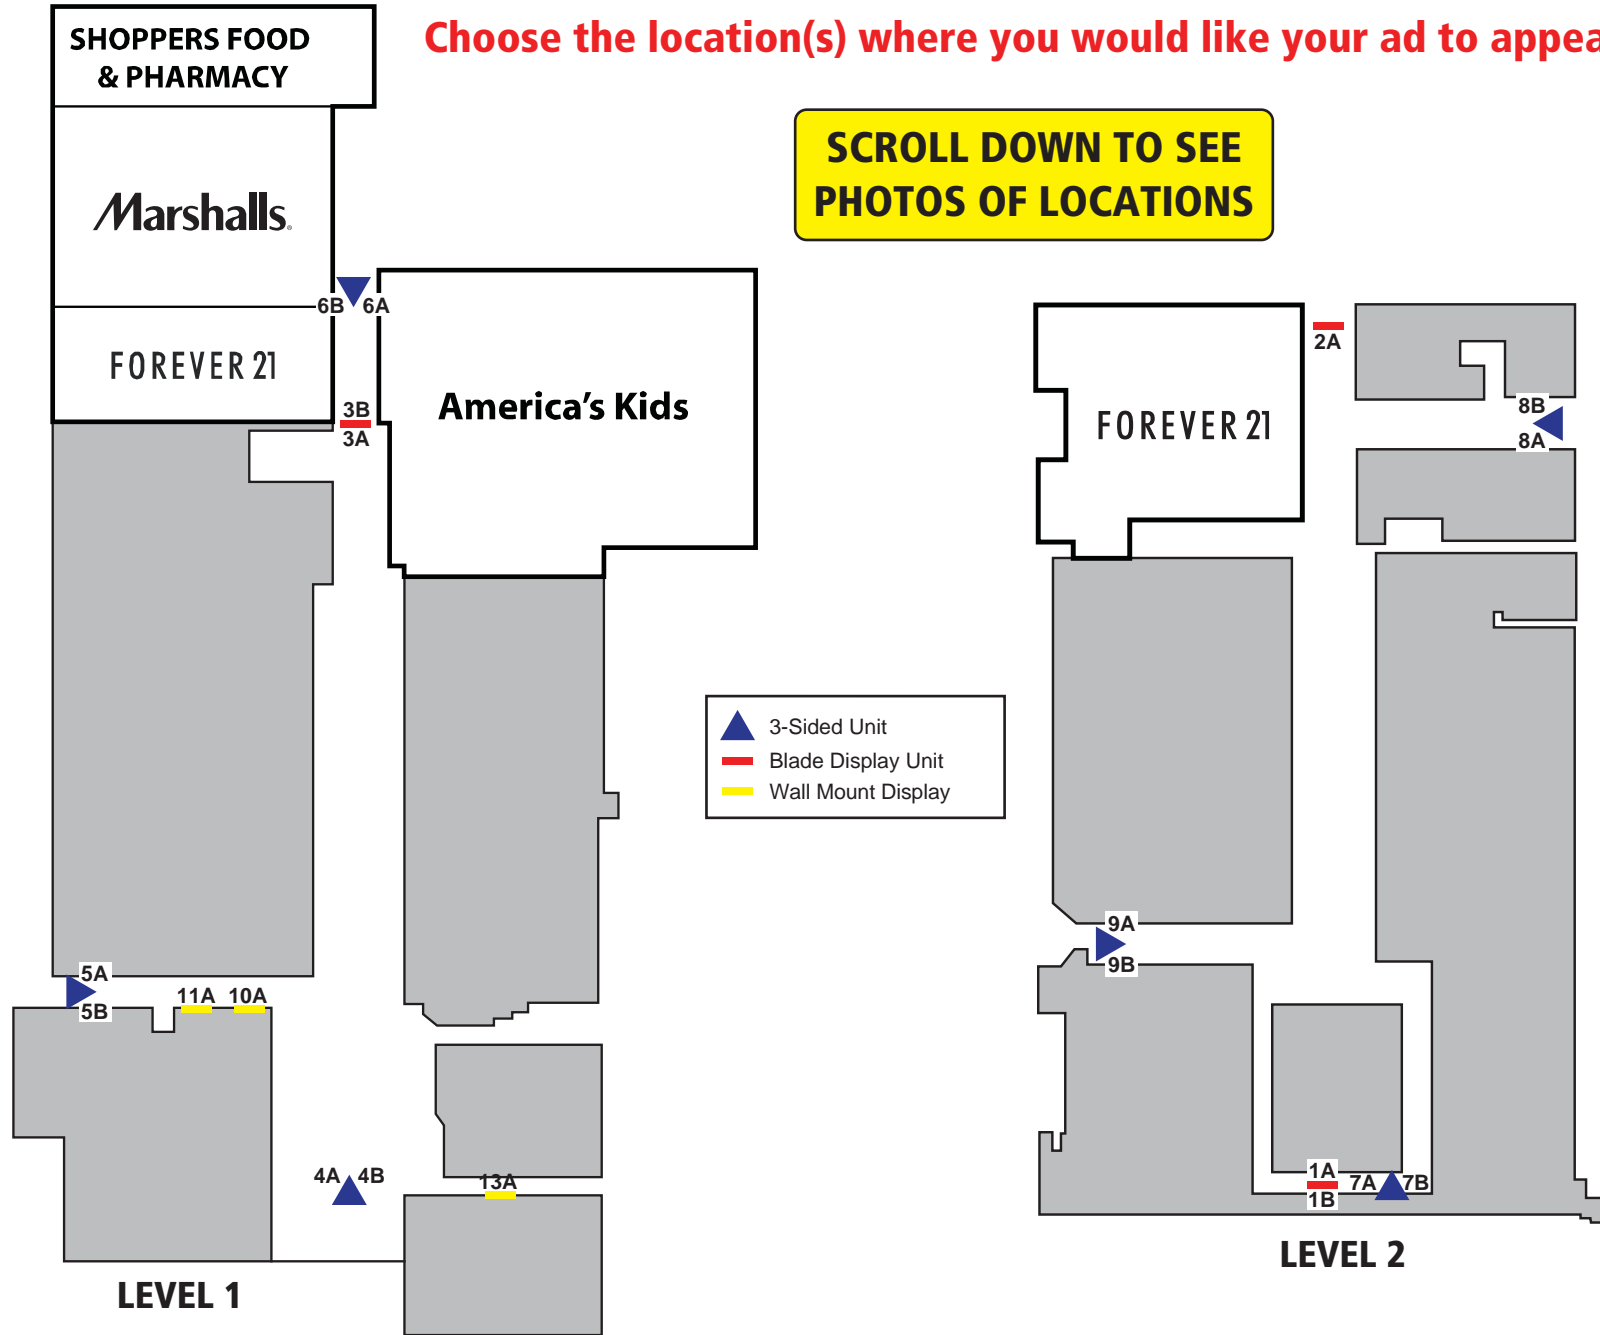 Choose the location(s) where you would like your ad to appea
SHOPPERS FOOD
& PHARMACY
SCROLL DOWN TO SEE
PHOTOS OF LOCATIONS
Marshalls.
6B 6A
FOREVER 21
America's Kids
3B
3A
2A
FOREVER 21
8B
8A
3-Sided Unit
Blade Display Unit
Wall Mount Display
5A
5B
11A 10A
9A
9B
4A 4B
13A
1A
1B
7A 7B
LEVEL 1
LEVEL 2